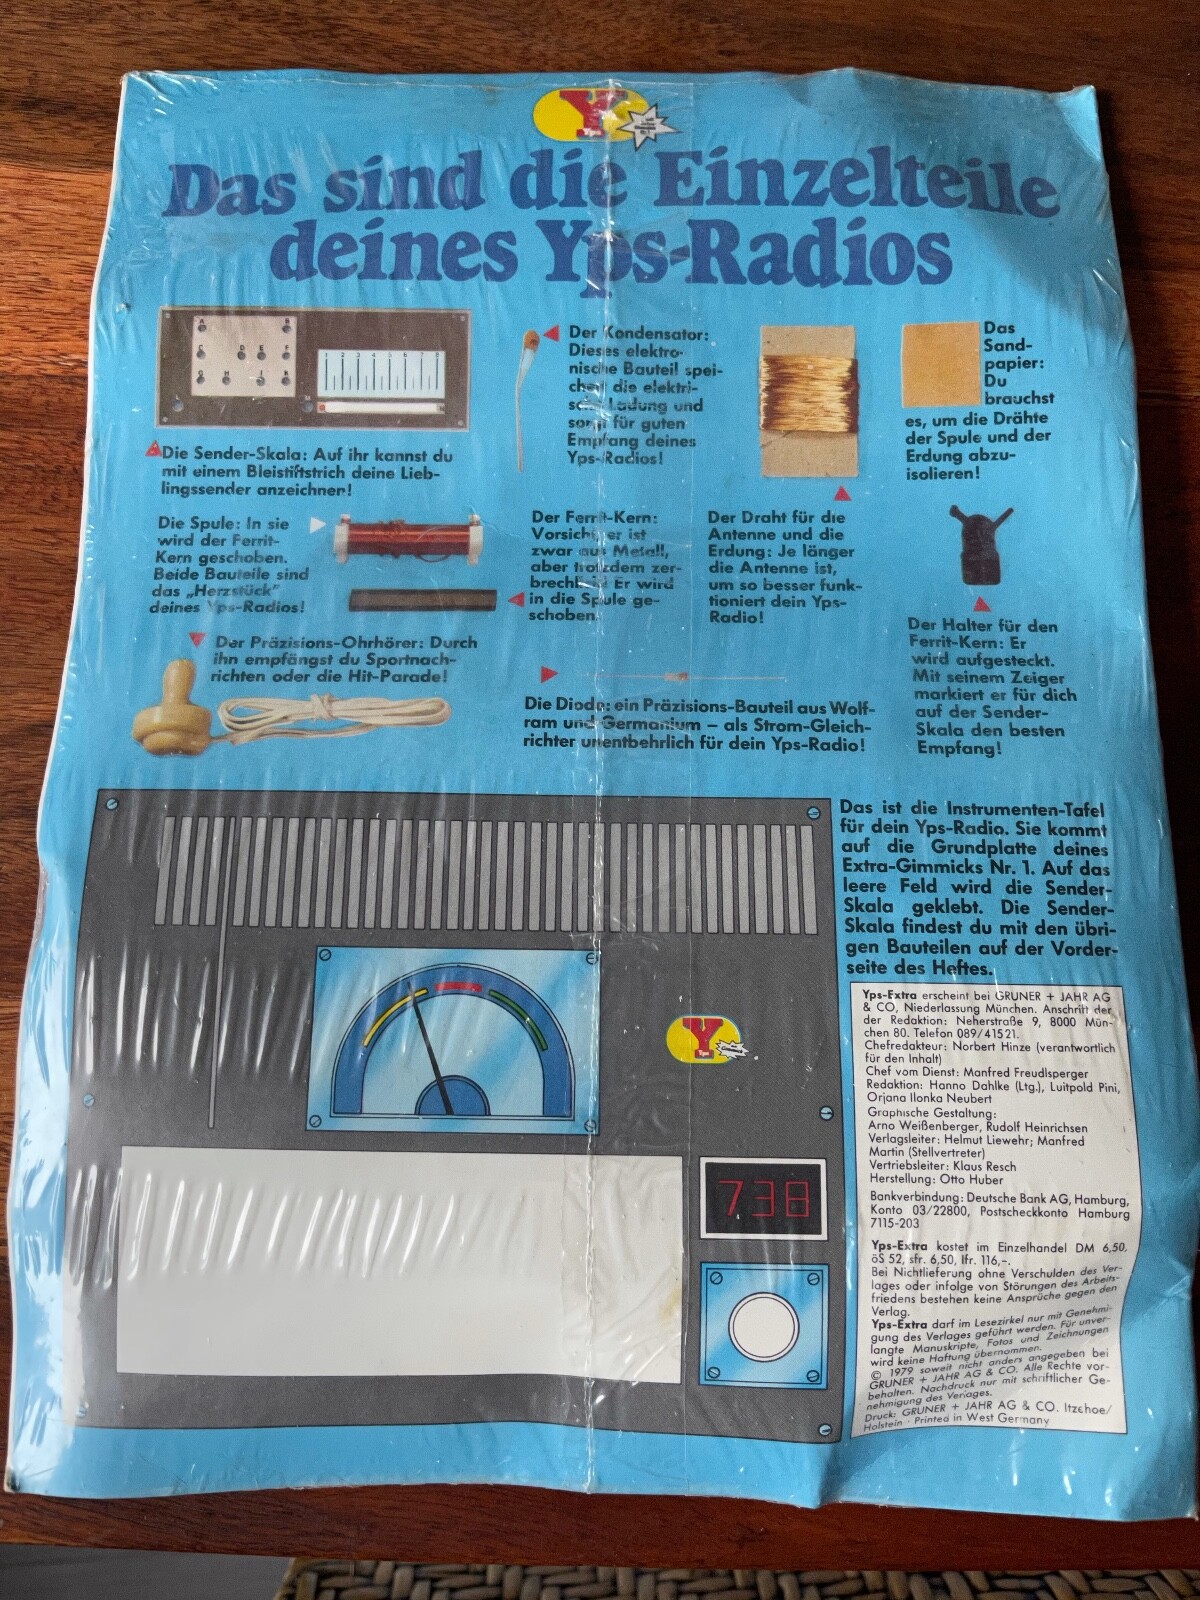 Y
Yps
Das sind die Einzelteile
deines Yps-Radios
A B
C D E F
G H I K
1 2 3 4 5 6 7 8
L M
Die Sender-Skala: Auf ihr kannst du
mit einem Bleistiftstrich deine Lieb-
lingssender anzeichnen!
Der Kondensator:
Dieses elektro-
nische Bauteil spei-
chert die elektri-
sche Ladung und
sorgt für guten
Empfang deines
Yps-Radios!
Das
Sand-
papier:
Du
brauchst
es, um die Drähte
der Spule und der
Erdung abzu-
isolieren!
Die Spule: In sie
wird der Ferrit-
Kern geschoben.
Beide Bauteile sind
das „Herzstück"
deines Yps-Radios!
Der Ferrit-Kern:
Vorsicht, er ist
zwar aus Metall,
aber trotzdem zer-
brechlich! Er wird
in die Spule ge-
schoben.
Der Draht für die
Antenne und die
Erdung: Je länger
die Antenne ist,
um so besser funk-
tioniert dein Yps-
Radio!
Der Halter für den
Ferrit-Kern: Er
wird aufgesteckt.
Mit seinem Zeiger
markiert er für dich
auf der Sender-
Skala den besten
Empfang!
Der Präzisions-Ohrhörer: Durch
ihn empfängst du Sportnach-
richten oder die Hit-Parade!
Die Diode: ein Präzisions-Bauteil aus Wolf-
ram und Germanium – als Strom-Gleich-
richter unentbehrlich für dein Yps-Radio!
Das ist die Instrumenten-Tafel
für dein Yps-Radio. Sie kommt
auf die Grundplatte deines
Extra-Gimmicks Nr. 1. Auf das
leere Feld wird die Sender-
Skala geklebt. Die Sender-
Skala findest du mit den übri-
gen Bauteilen auf der Vorder-
seite des Heftes.
Y
Yps
738
Yps-Extra erscheint bei GRUNER + JAHR AG
& CO, Niederlassung München. Anschrift der
der Redaktion: Neherstraße 9, 8000 Mün-
chen 80. Telefon 089/41521.
Chefredakteur: Norbert Hinze (verantwortlich
für den Inhalt)
Chef vom Dienst: Manfred Freudlsperger
Redaktion: Hanno Dahlke (Ltg.), Luitpold Pini,
Orjana Ilonka Neubert
Graphische Gestaltung:
Arno Weißenberger, Rudolf Heinrichsen
Verlagsleiter: Helmut Liewehr; Manfred
Martin (Stellvertreter)
Vertriebsleiter: Klaus Resch
Herstellung: Otto Huber
Bankverbindung: Deutsche Bank AG, Hamburg,
Konto 03/22800, Postscheckkonto Hamburg
7115-203
Yps-Extra kostet im Einzelhandel DM 6,50.
öS 52, sfr. 6,50, lfr. 116,-.
Bei Nichtlieferung ohne Verschulden des Ver-
lages oder infolge von Störungen des Arbeits-
friedens bestehen keine Ansprüche gegen den
Verlag.
Yps-Extra darf im Lesezirkel nur mit Genehmi-
gung des Verlages geführt werden. Für unver-
langte Manuskripte, Fotos und Zeichnungen
wird keine Haftung übernommen.
© 1979 soweit nicht anders angegeben bei
GRUNER + JAHR AG & CO. Alle Rechte vor-
behalten. Nachdruck nur mit schriftlicher Ge-
nehmigung des Verlages.
Druck: GRUNER + JAHR AG & CO. Itzehoe/
Holstein · Printed in West Germany